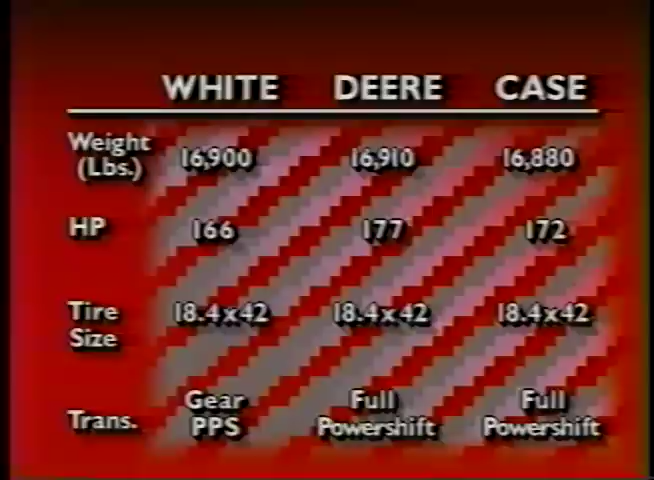 WHITE DEERE CASE
Weight
(Lbs.) 16,900 16,910 16,880
HP 166 177 172
Tire
Size 18.4x42 18.4x42 18.4x42
Trans. Gear
PPS Full
Powershift Full
Powershift